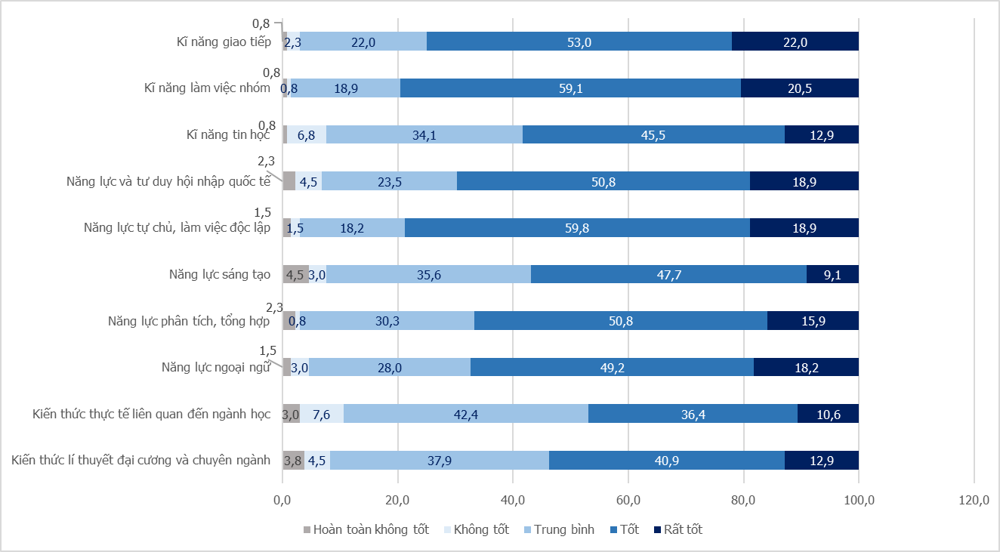 0,8
Kĩ năng giao tiếp 2,3 22,0 53,0 22,0
0,8
Kĩ năng làm việc nhóm 0,8 18,9 59,1 20,5
0,8
Kĩ năng tin học 6,8 34,1 45,5 12,9
2,3
Năng lực và tư duy hội nhập quốc tế 4,5 23,5 50,8 18,9
1,5
Năng lực tự chủ, làm việc độc lập 1,5 18,2 59,8 18,9
Năng lực sáng tạo 4,5 3,0 35,6 47,7 9,1
2,3
Năng lực phân tích, tổng hợp 0,8 30,3 50,8 15,9
1,5
Năng lực ngoại ngữ 3,0 28,0 49,2 18,2
Kiến thức thực tế liên quan đến ngành học 3,0 7,6 42,4 36,4 10,6
Kiến thức lí thuyết đại cương và chuyên ngành 3,8 4,5 37,9 40,9 12,9
0,0 20,0 40,0 60,0 80,0 100,0 120,0
Hoàn toàn không tốt Không tốt Trung bình Tốt Rất tốt